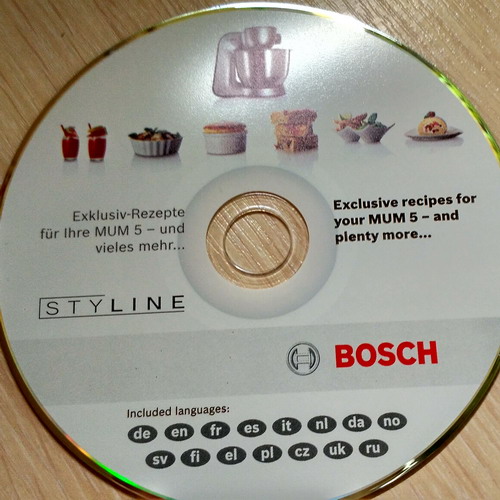 Exklusiv-Rezepte
für Ihre MUM 5 – und
vieles mehr...
Exclusive recipes for
your MUM 5 – and
plenty more...
STYLINE
BOSCH
Included languages:
de en fr es it nl da no
sv fi el pl cz uk ru